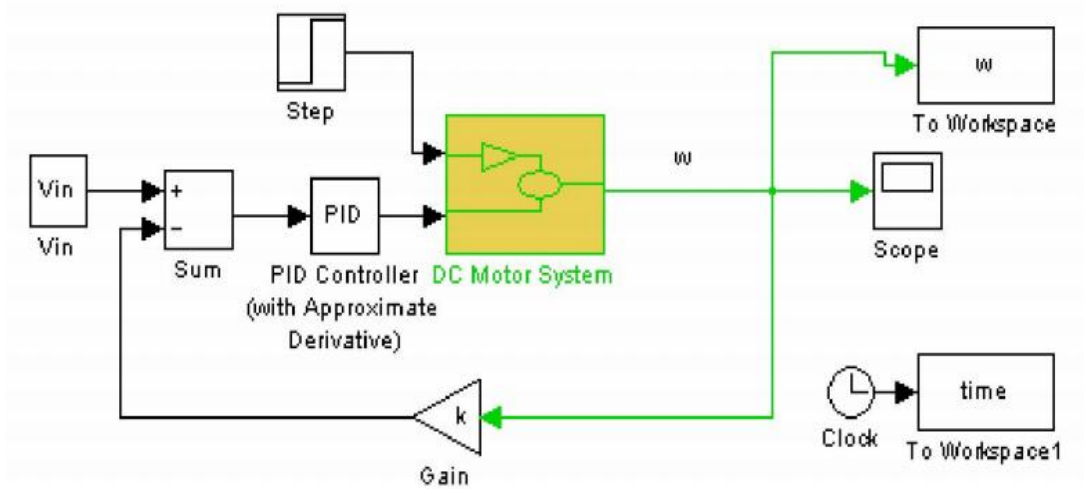 w
To Workspace
Step
w
Vin
+
−
PID
Vin
Sum
PID Controller
(with Approximate
Derivative)
DC Motor System
Scope
k
Gain
Clock
time
To Workspace1